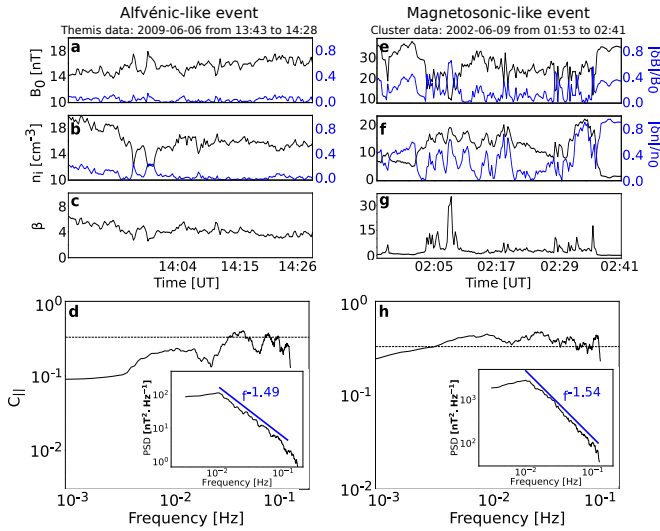 Alfvénic-like event
Themis data: 2009-06-06 from 13:43 to 14:28
Magnetosonic-like event
Cluster data: 2002-06-09 from 01:53 to 02:41
a
B0 [nT]
18
14
10
0.8
0.4
0.0
b
ni [cm-3]
18
14
10
0.8
0.4
0.0
c
β
8
4
0
14:04
14:15
14:26
Time [UT]
e
30
20
10
0.8
0.4
0.0
|δB|/B0
f
20
15
10
5
0
0.8
0.4
0.0
|δn|/n0
g
30
15
0
02:05
02:17
02:29
02:41
Time [UT]
d
C||
10^0
10^-1
10^-2
10^-3
10^-2
10^-1
Frequency [Hz]
PSD [nT². Hz⁻¹]
10^2
10^1
10^0
f^-1.49
10^-2
10^-1
Frequency [Hz]
h
10^0
10^-1
10^-2
10^-3
10^-2
10^-1
Frequency [Hz]
PSD [nT². Hz⁻¹]
10^3
10^2
f^-1.54
10^-2
10^-1
Frequency [Hz]